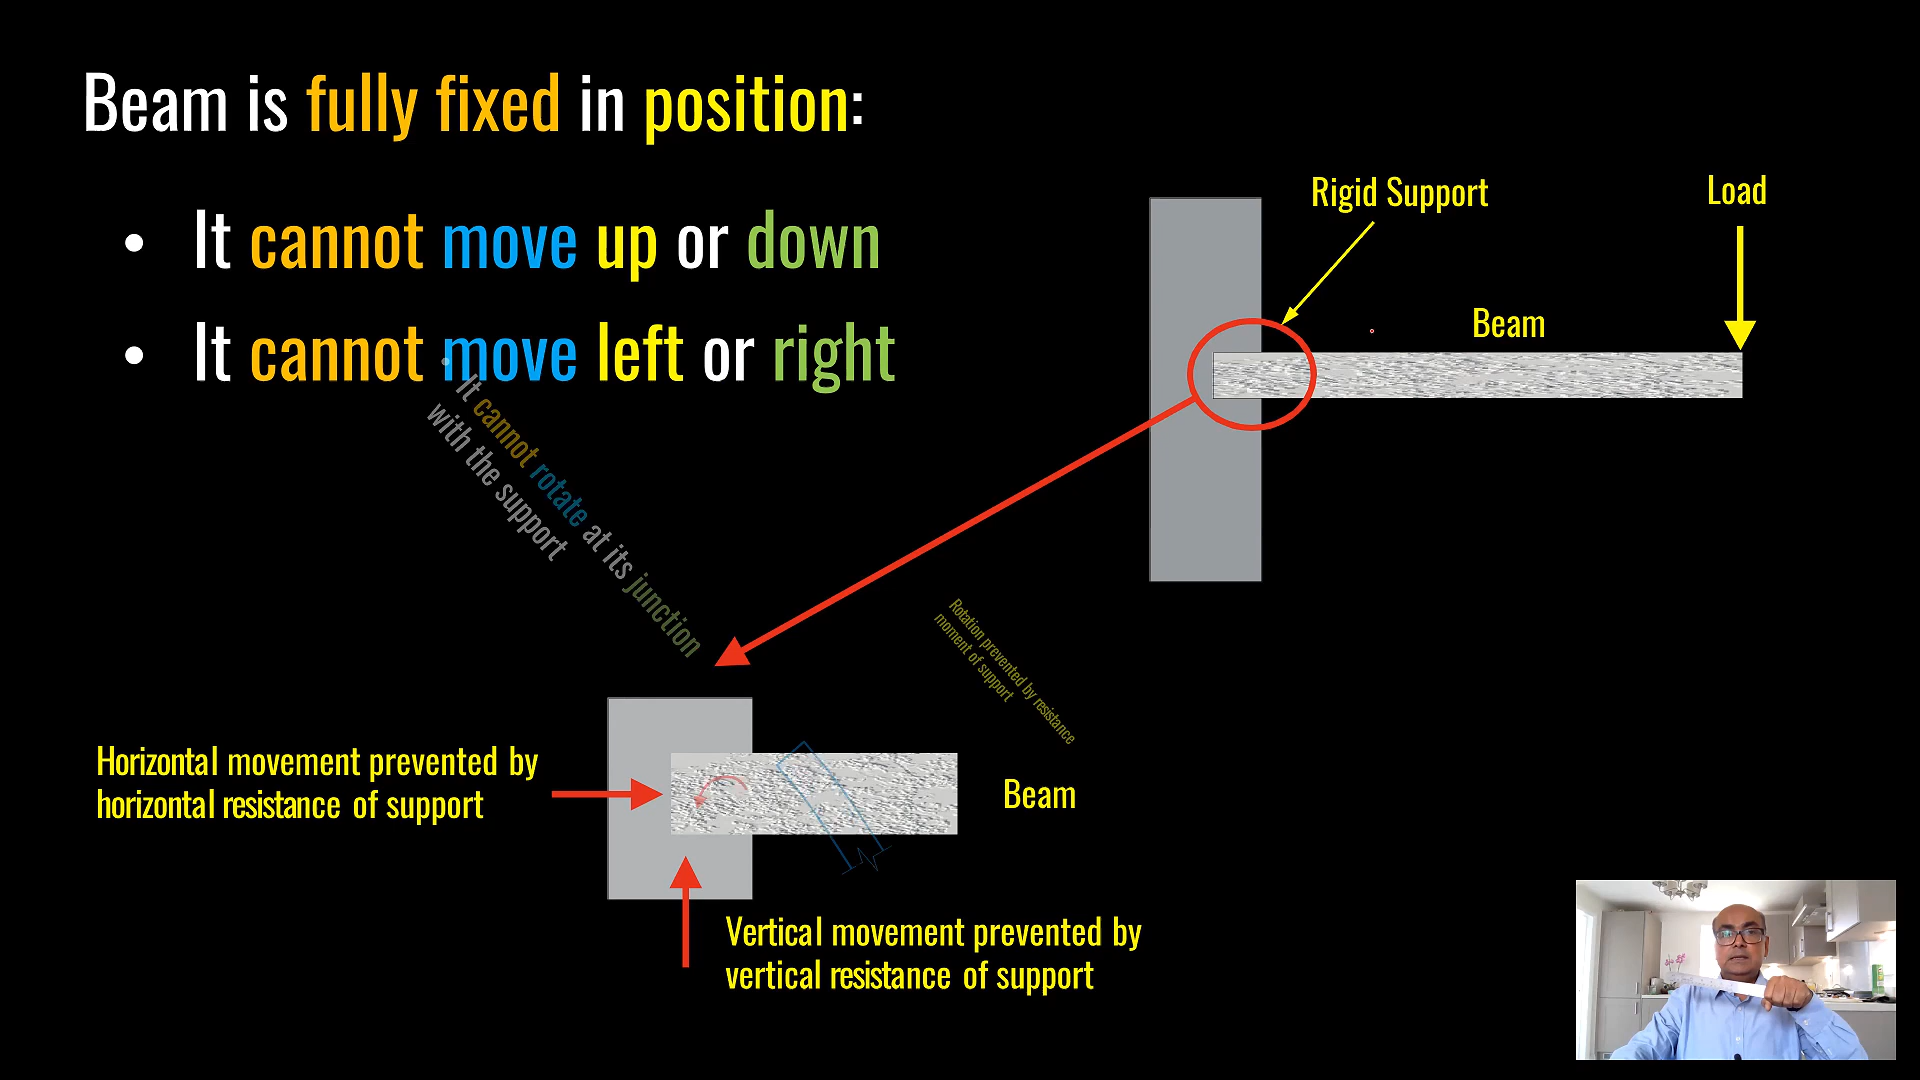 Beam is fully fixed in position:
• It cannot move up or down
• It cannot move left or right
• It cannot rotate at its junction
with the support
Rigid Support
Load
Beam
Rotation prevented by resistance
moment of support
Horizontal movement prevented by
horizontal resistance of support
Beam
Vertical movement prevented by
vertical resistance of support